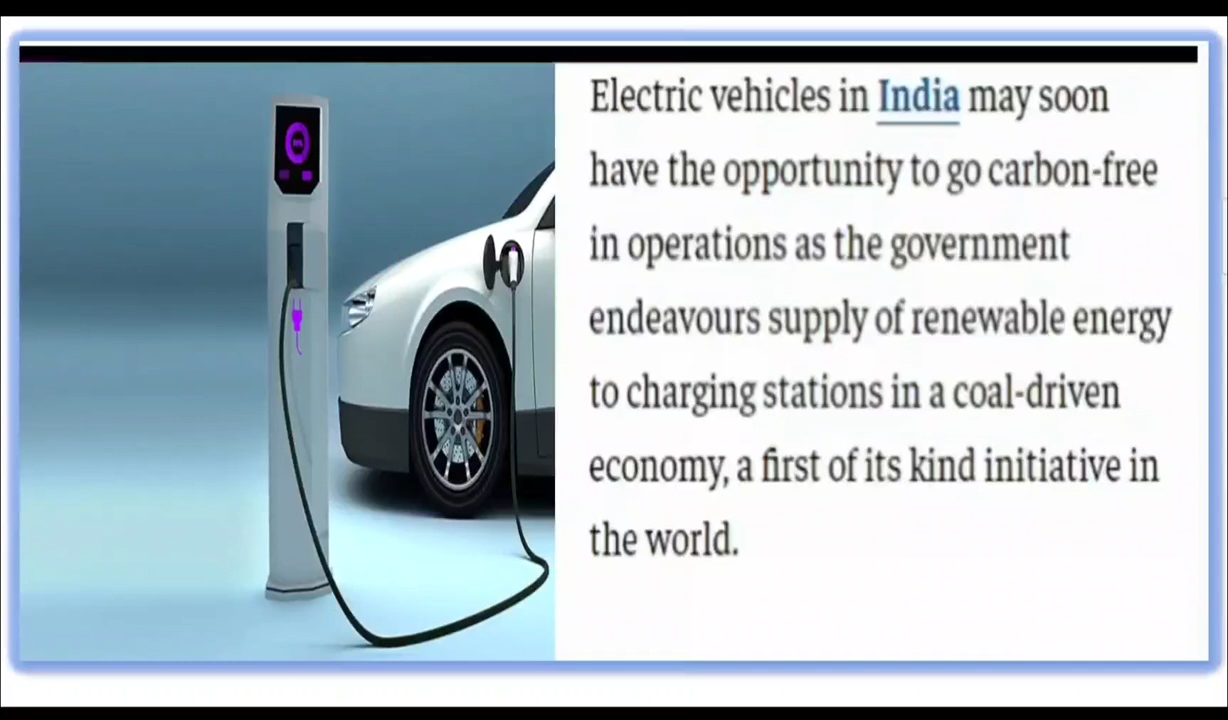 Electric vehicles in India may soon
have the opportunity to go carbon-free
in operations as the government
endeavours supply of renewable energy
to charging stations in a coal-driven
economy, a first of its kind initiative in
the world.